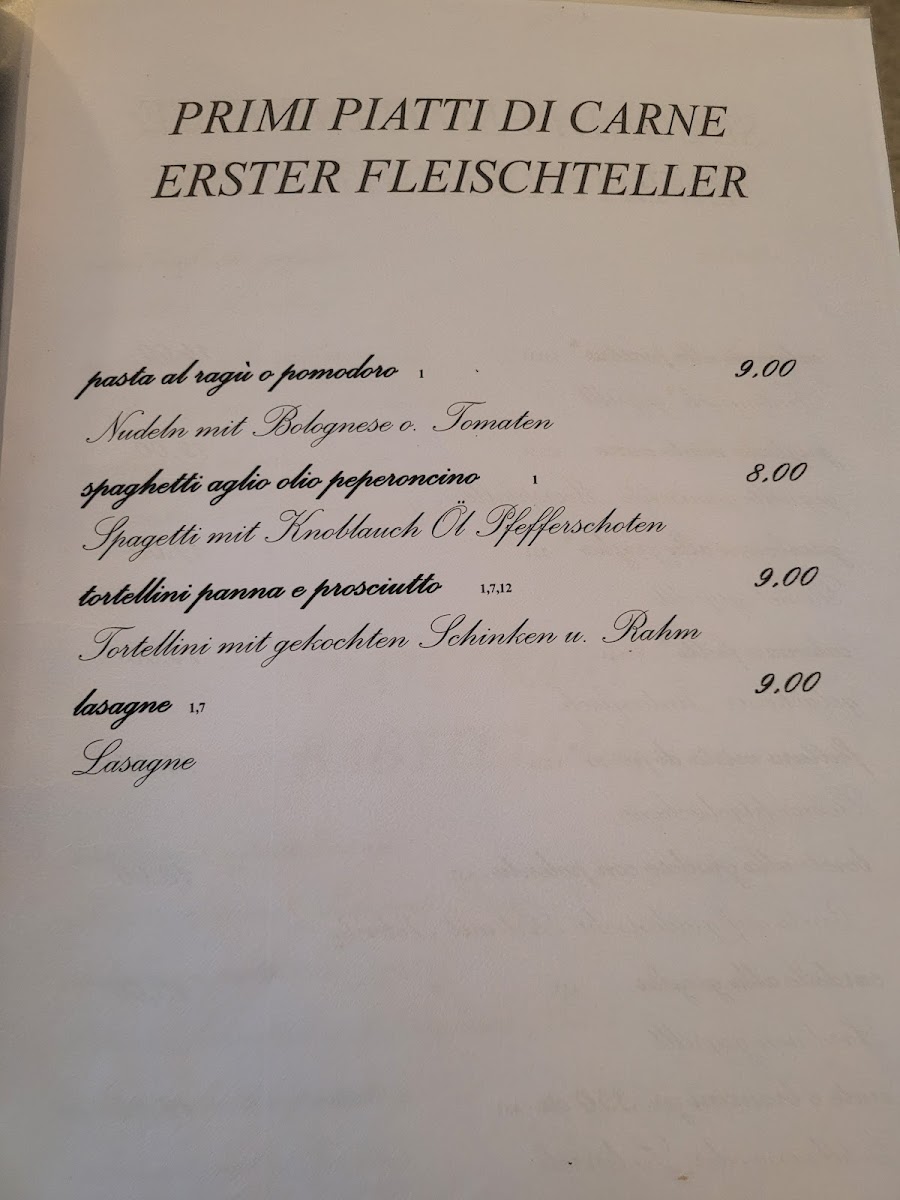 PRIMI PIATTI DI CARNE
ERSTER FLEISCHTELLER
pasta al ragù o pomodoro 1 9.00
Nudeln mit Bolognese o. Tomaten
spaghetti aglio olio peperoncino 1 8.00
Spagetti mit Knoblauch Öl Pfefferschoten
tortellini panna e prosciutto 1,7,12 9.00
Tortellini mit gekochten Schinken u. Rahm
lasagne 1,7 9.00
Lasagne